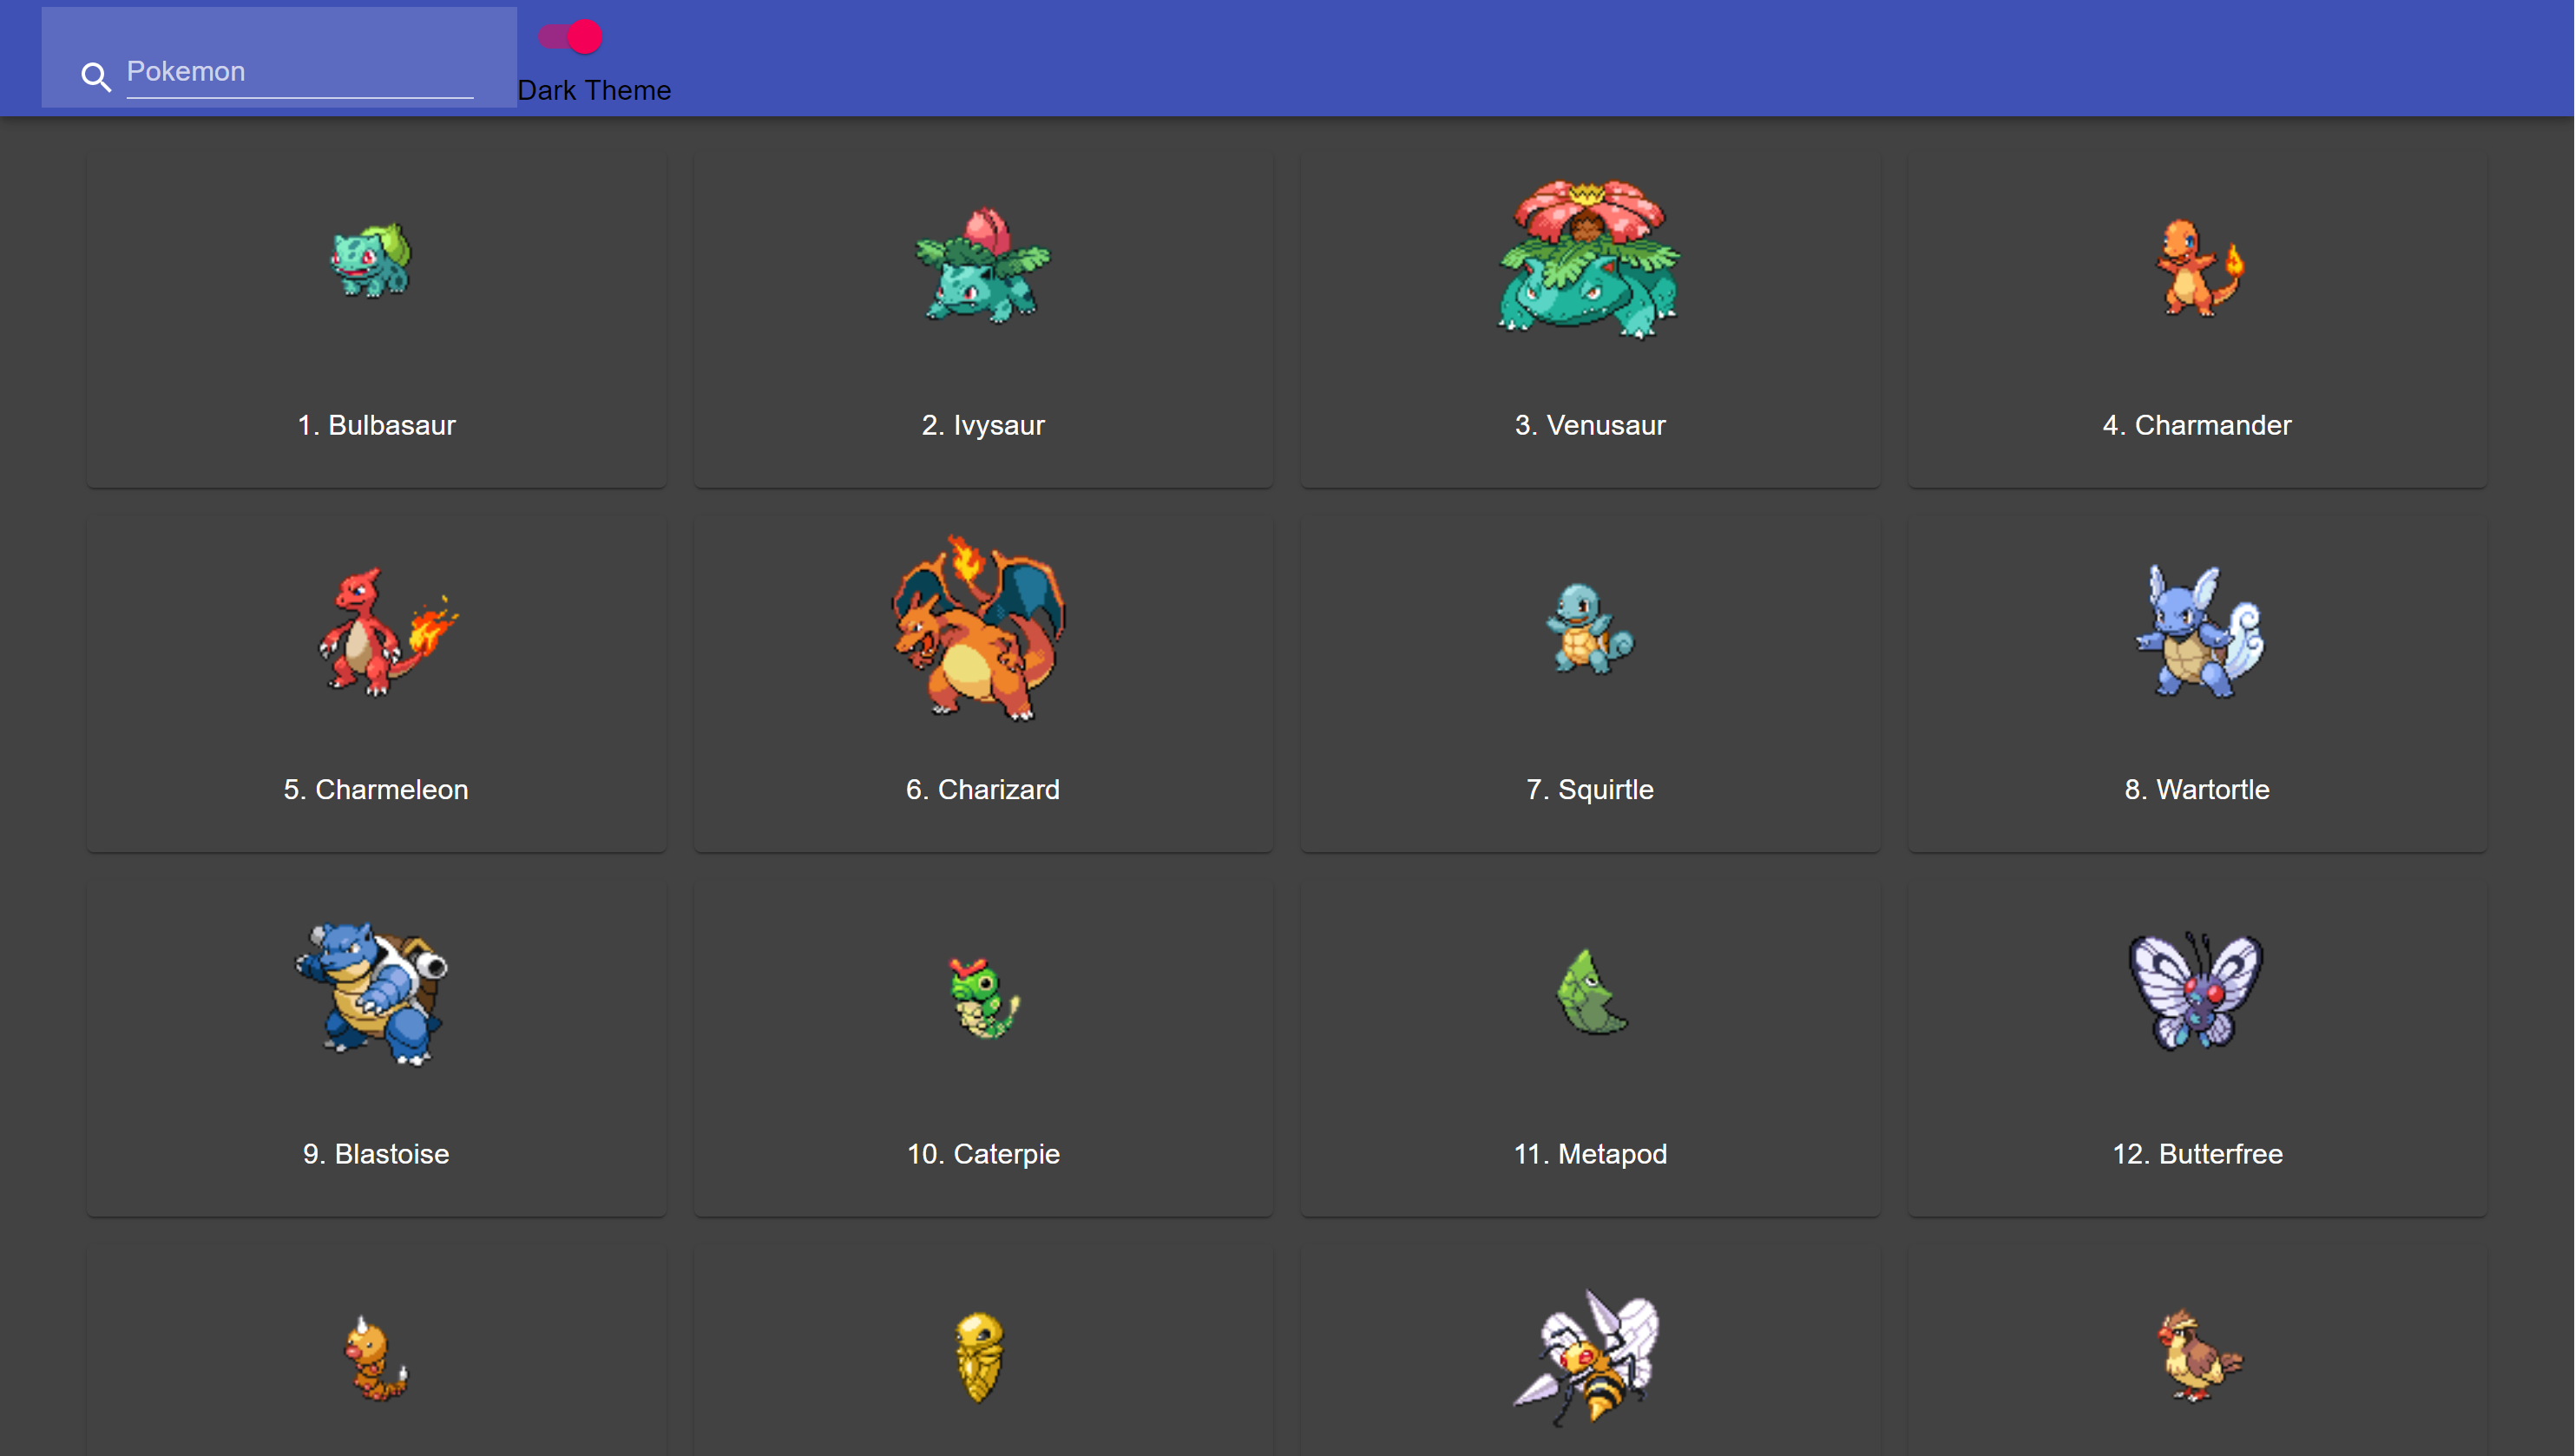 Pokemon
Dark Theme
1. Bulbasaur
2. Ivysaur
3. Venusaur
4. Charmander
5. Charmeleon
6. Charizard
7. Squirtle
8. Wartortle
9. Blastoise
10. Caterpie
11. Metapod
12. Butterfree